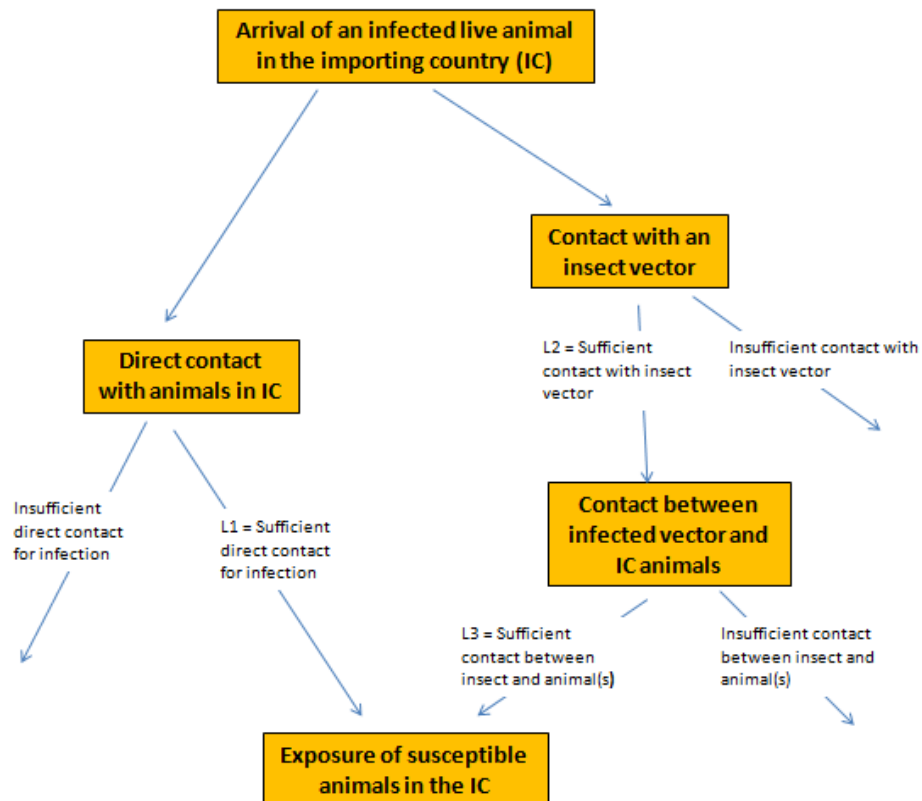 Arrival of an infected live animal
in the importing country (IC)
Contact with an
insect vector
L2 = Sufficient
contact with insect
vector
Insufficient contact with
insect vector
Direct contact
with animals in IC
Insufficient
direct contact
for infection
L1 = Sufficient
direct contact
for infection
Contact between
infected vector and
IC animals
L3 = Sufficient
contact between
insect and animal(s)
Insufficient contact
between insect and
animal(s)
Exposure of susceptible
animals in the IC